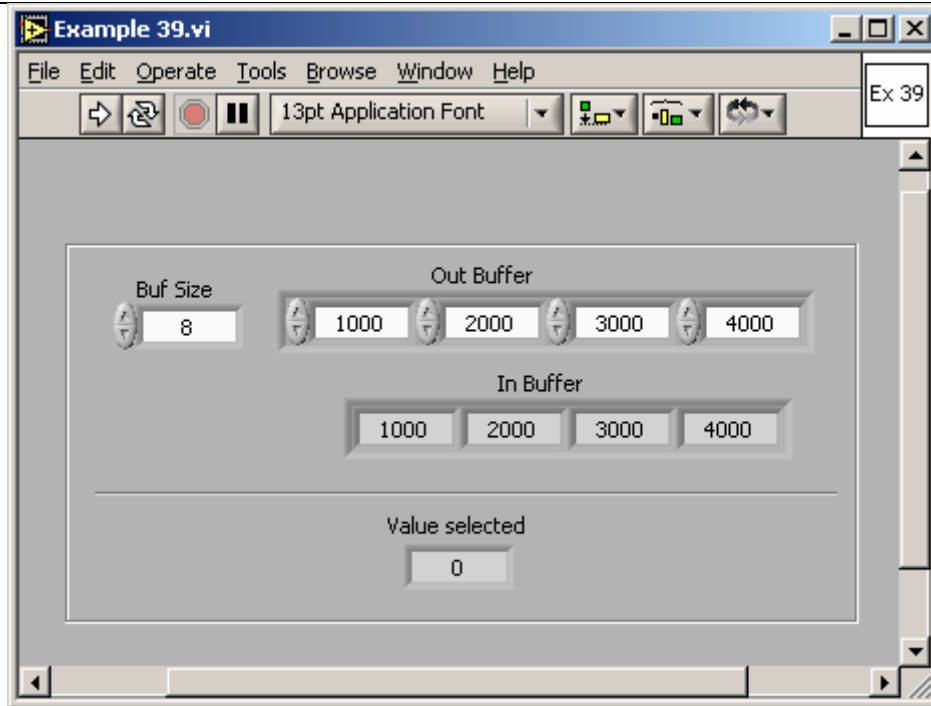 Example 39.vi
File Edit Operate Tools Browse Window Help
13pt Application Font
Ex 39
Buf Size
8
Out Buffer
1000 2000 3000 4000
In Buffer
1000 2000 3000 4000
Value selected
0